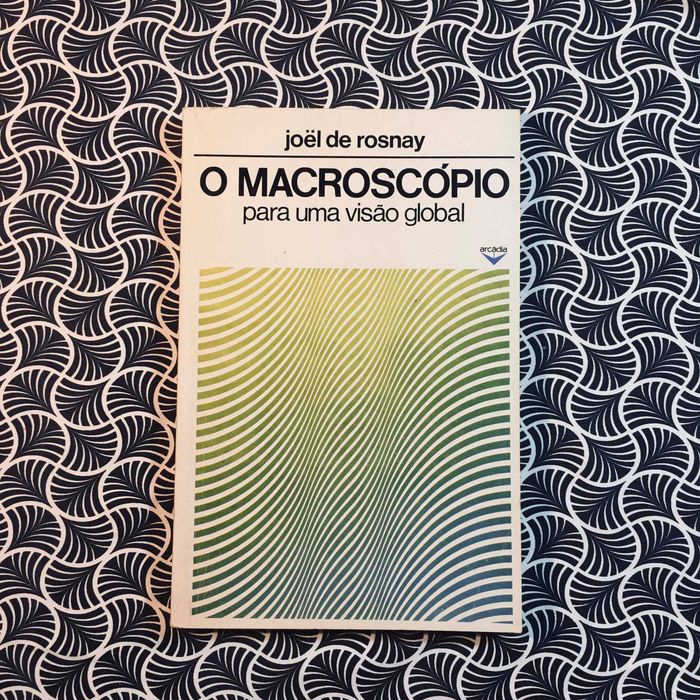 joël de rosnay
O MACROSCÓPIO
para uma visão global
arcádia